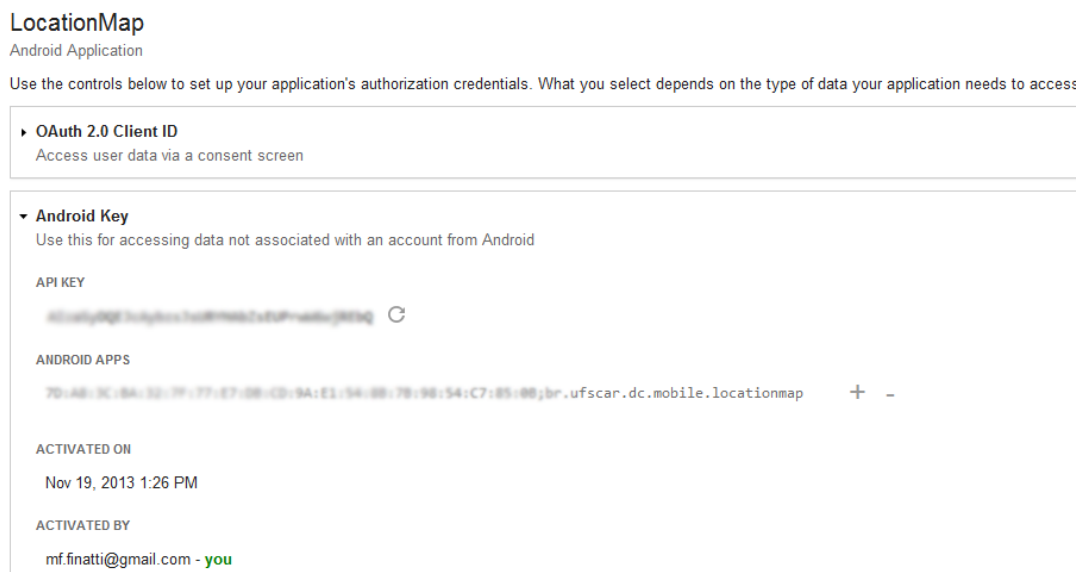 LocationMap
Android Application
Use the controls below to set up your application's authorization credentials. What you select depends on the type of data your application needs to access
OAuth 2.0 Client ID
Access user data via a consent screen
Android Key
Use this for accessing data not associated with an account from Android
API KEY
ANDROID APPS
br.ufscar.dc.mobile.locationmap + -
ACTIVATED ON
Nov 19, 2013 1:26 PM
ACTIVATED BY
mf.finatti@gmail.com - you